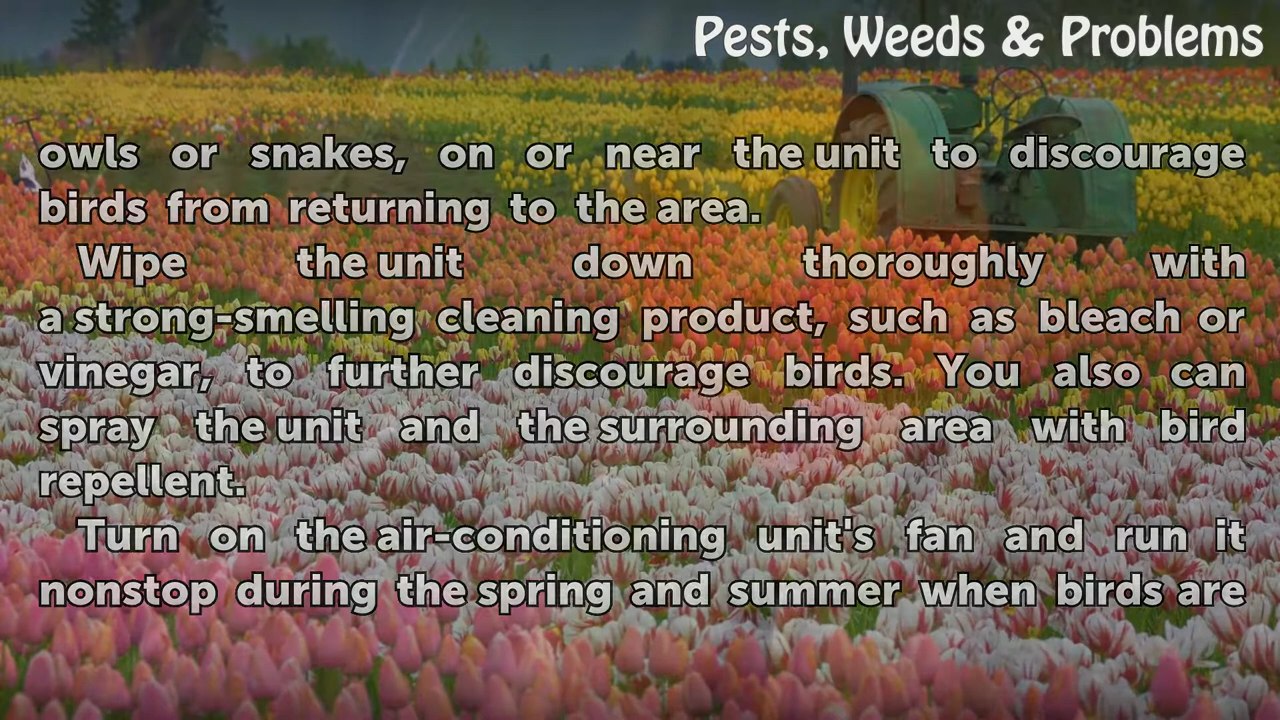 Pests, Weeds & Problems
owls or snakes, on or near the unit to discourage
birds from returning to the area.
Wipe the unit down thoroughly with
a strong-smelling cleaning product, such as bleach or
vinegar, to further discourage birds. You also can
spray the unit and the surrounding area with bird
repellent.
Turn on the air-conditioning unit's fan and run it
nonstop during the spring and summer when birds are